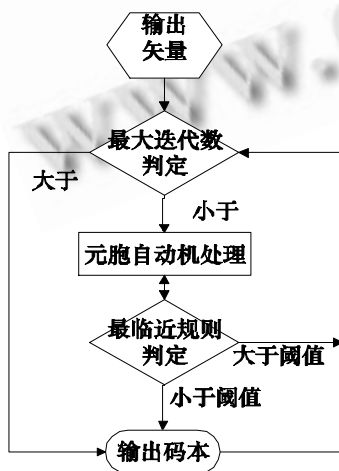 WWW.
输出
矢量
最大迭代数
判定
大于
小于
元胞自动机处理
最临近规则
判定
大于阈值
小于阈值
输出码本